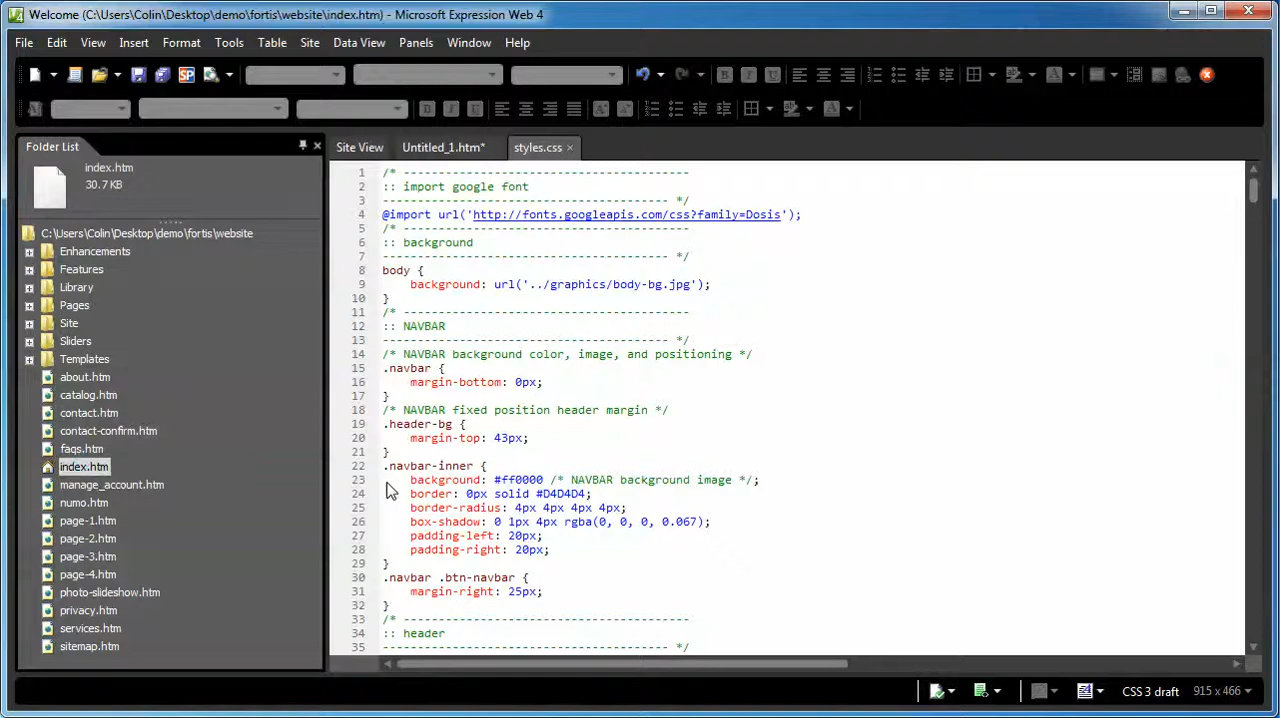 Welcome (C:\Users\Colin\Desktop\demo\fortis\website\index.htm) - Microsoft Expression Web 4
File Edit View Insert Format Tools Table Site Data View Panels Window Help
Folder List
index.htm
30.7 KB
C:\Users\Colin\Desktop\demo\fortis\website
Enhancements
Features
Library
Pages
Site
Sliders
Templates
about.htm
catalog.htm
contact.htm
contact-confirm.htm
faqs.htm
index.htm
manage_account.htm
numo.htm
page-1.htm
page-2.htm
page-3.htm
page-4.htm
photo-slideshow.htm
privacy.htm
services.htm
sitemap.htm
Site View Untitled_1.htm* styles.css
1 /* -----------------------------------------
2 :: import google font
3 ----------------------------------------- */
4 @import url('http://fonts.googleapis.com/css?family=Dosis');
5 /* -----------------------------------------
6 :: background
7 ----------------------------------------- */
8 body {
9 background: url('../graphics/body-bg.jpg');
10 }
11 /* -----------------------------------------
12 :: NAVBAR
13 ----------------------------------------- */
14 /* NAVBAR background color, image, and positioning */
15 .navbar {
16 margin-bottom: 0px;
17 }
18 /* NAVBAR fixed position header margin */
19 .header-bg {
20 margin-top: 43px;
21 }
22 .navbar-inner {
23 background: #ff0000 /* NAVBAR background image */;
24 border: 0px solid #D4D4D4;
25 border-radius: 4px 4px 4px 4px;
26 box-shadow: 0 1px 4px rgba(0, 0, 0, 0.067);
27 padding-left: 20px;
28 padding-right: 20px;
29 }
30 .navbar .btn-navbar {
31 margin-right: 25px;
32 }
33 /* -----------------------------------------
34 :: header
35 ----------------------------------------- */
CSS 3 draft 915 x 466